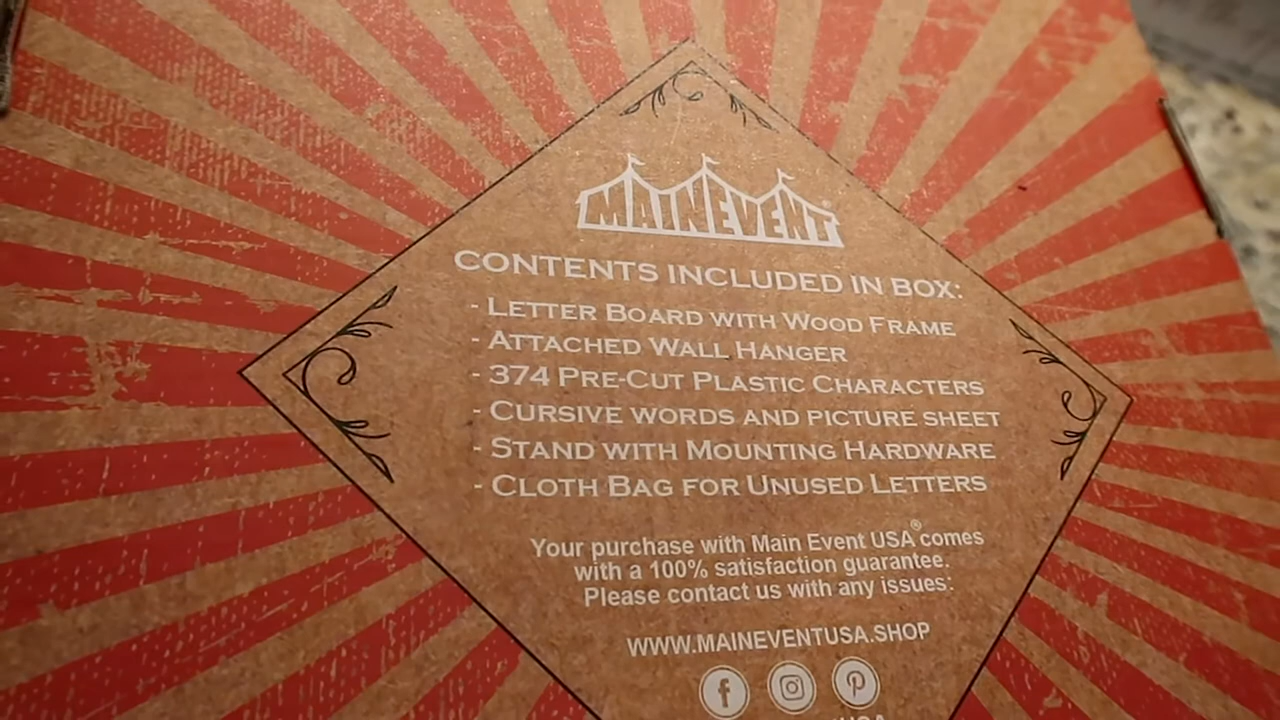 MAINEVENT®
CONTENTS INCLUDED IN BOX:
- LETTER BOARD WITH WOOD FRAME
- ATTACHED WALL HANGER
- 374 PRE-CUT PLASTIC CHARACTERS
- CURSIVE WORDS AND PICTURE SHEET
- STAND WITH MOUNTING HARDWARE
- CLOTH BAG FOR UNUSED LETTERS
Your purchase with Main Event USA® comes
with a 100% satisfaction guarantee.
Please contact us with any issues:
WWW.MAINEVENTUSA.SHOP